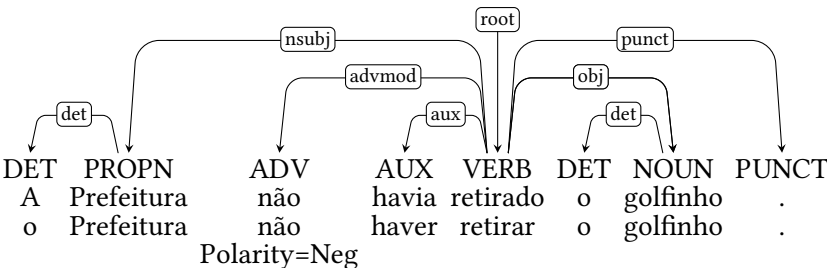 root
nsubj punct
advmod obj
det aux det
DET PROPN ADV AUX VERB DET NOUN PUNCT
A Prefeitura não havia retirado o golfinho .
o Prefeitura não haver retirar o golfinho .
Polarity=Neg